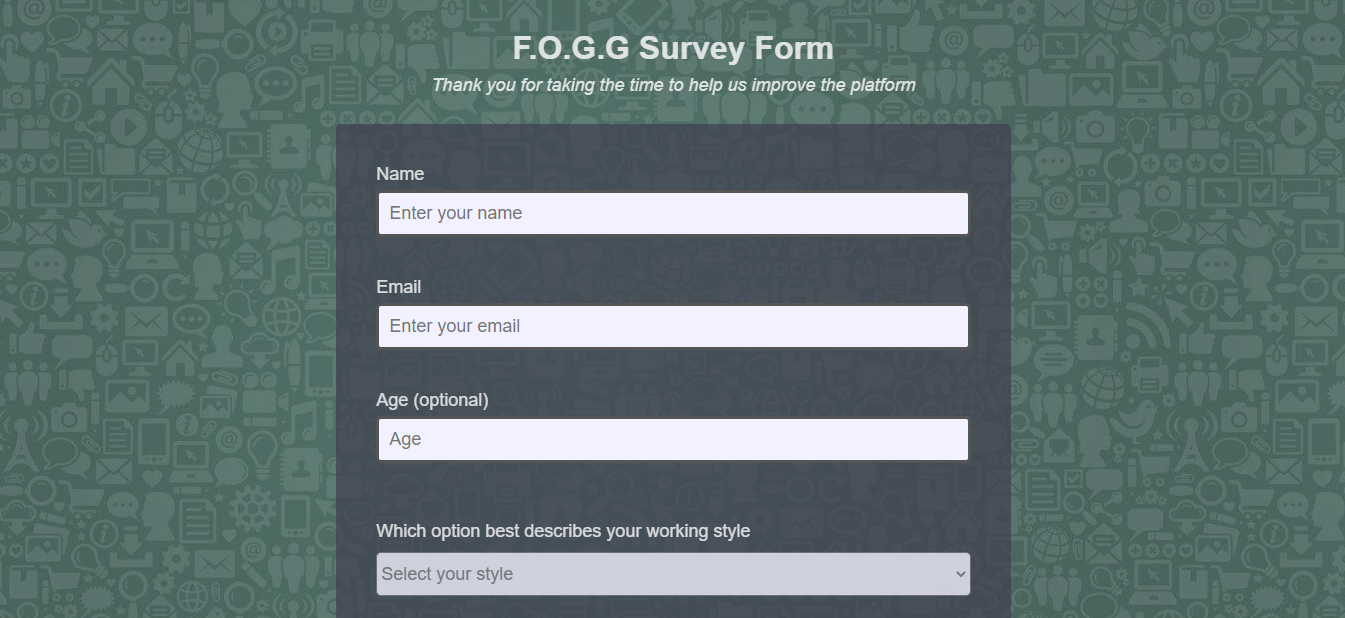 F.O.G.G Survey Form
Thank you for taking the time to help us improve the platform
Name
Enter your name
Email
Enter your email
Age (optional)
Age
Which option best describes your working style
Select your style